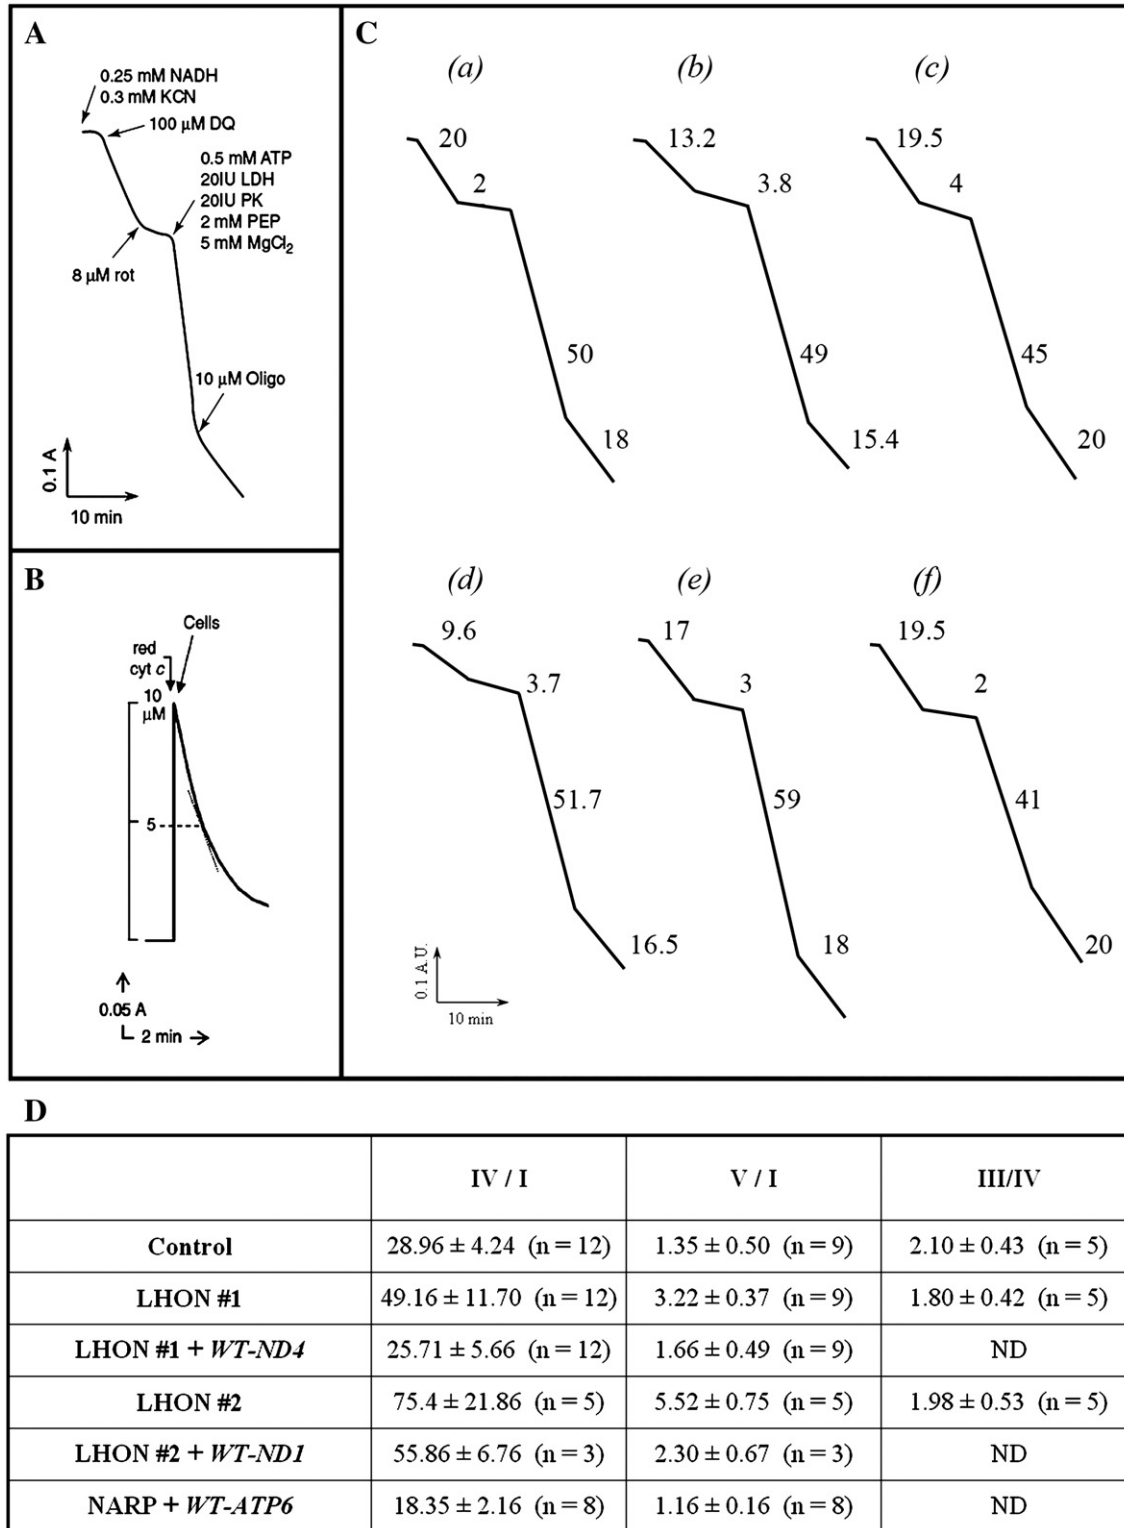 A
0.25 mM NADH
0.3 mM KCN
100 µM DQ
0.5 mM ATP
20IU LDH
20IU PK
2 mM PEP
5 mM MgCl₂
8 µM rot
10 µM Oligo
0.1 A
10 min
B
Cells
red
cyt c
10
µM
5
0.05 A
2 min
C
(a) (b) (c)
20 13.2 19.5
2 3.8 4
50 49 45
18 15.4 20
(d) (e) (f)
9.6 17 19.5
3.7 3 2
51.7 59 41
16.5 18 20
0.1 A.U.
10 min
D
IV / I V / I III/IV
Control 28.96 ± 4.24 (n = 12) 1.35 ± 0.50 (n = 9) 2.10 ± 0.43 (n = 5)
LHON #1 49.16 ± 11.70 (n = 12) 3.22 ± 0.37 (n = 9) 1.80 ± 0.42 (n = 5)
LHON #1 + WT-ND4 25.71 ± 5.66 (n = 12) 1.66 ± 0.49 (n = 9) ND
LHON #2 75.4 ± 21.86 (n = 5) 5.52 ± 0.75 (n = 5) 1.98 ± 0.53 (n = 5)
LHON #2 + WT-ND1 55.86 ± 6.76 (n = 3) 2.30 ± 0.67 (n = 3) ND
NARP + WT-ATP6 18.35 ± 2.16 (n = 8) 1.16 ± 0.16 (n = 8) ND